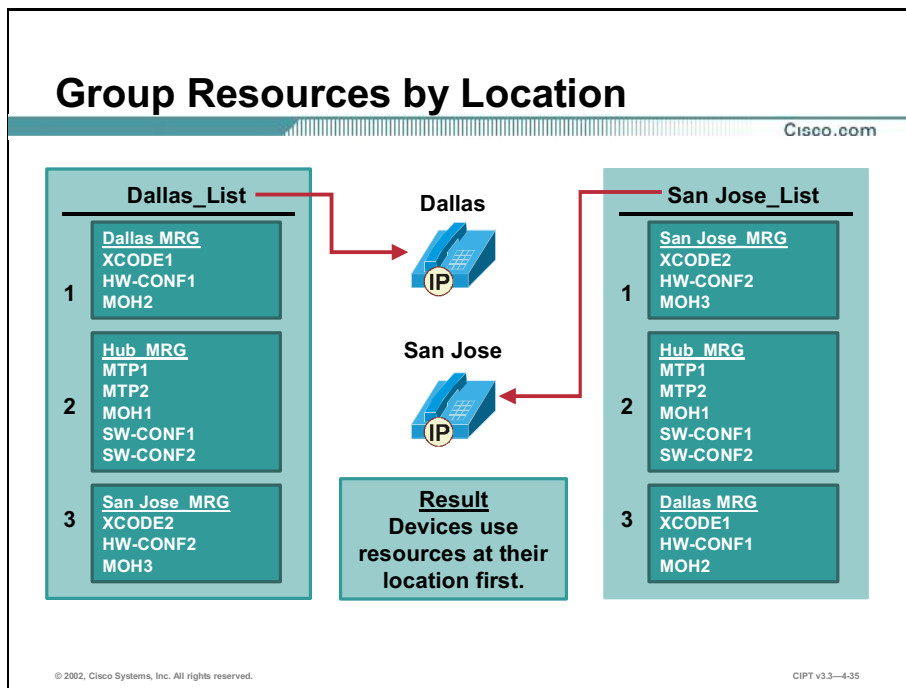 Group Resources by Location
Cisco.com
Dallas_List
1
Dallas MRG
XCODE1
HW-CONF1
MOH2
2
Hub_MRG
MTP1
MTP2
MOH1
SW-CONF1
SW-CONF2
3
San Jose_MRG
XCODE2
HW-CONF2
MOH3
Dallas
IP
San Jose
IP
Result
Devices use
resources at their
location first.
San Jose_List
1
San Jose_MRG
XCODE2
HW-CONF2
MOH3
2
Hub_MRG
MTP1
MTP2
MOH1
SW-CONF1
SW-CONF2
3
Dallas MRG
XCODE1
HW-CONF1
MOH2
© 2002, Cisco Systems, Inc. All rights reserved.
CIPT v3.3—4-35